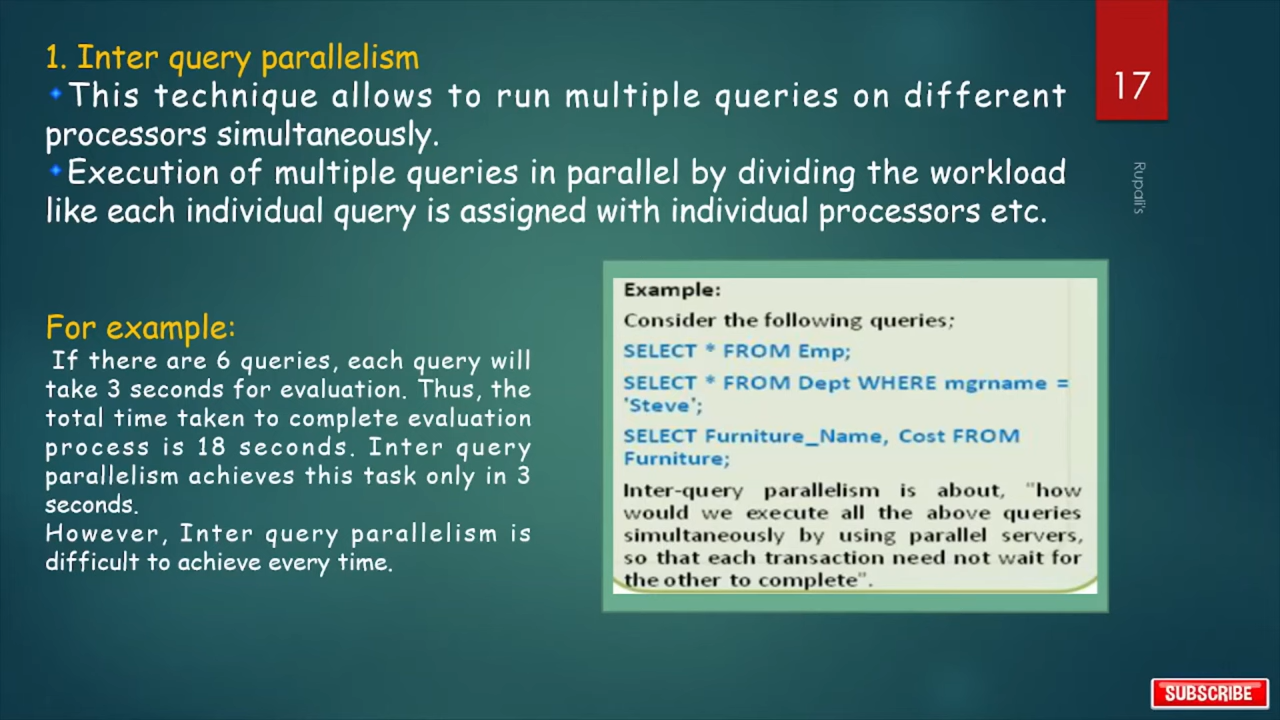 1. Inter query parallelism
This technique allows to run multiple queries on different
processors simultaneously.
Execution of multiple queries in parallel by dividing the workload
like each individual query is assigned with individual processors etc.
17
Rupali's
For example:
If there are 6 queries, each query will
take 3 seconds for evaluation. Thus, the
total time taken to complete evaluation
process is 18 seconds. Inter query
parallelism achieves this task only in 3
seconds.
However, Inter query parallelism is
difficult to achieve every time.
Example:
Consider the following queries;
SELECT * FROM Emp;
SELECT * FROM Dept WHERE mgrname =
'Steve';
SELECT Furniture_Name, Cost FROM
Furniture;
Inter-query parallelism is about, "how
would we execute all the above queries
simultaneously by using parallel servers,
so that each transaction need not wait for
the other to complete".
SUBSCRIBE